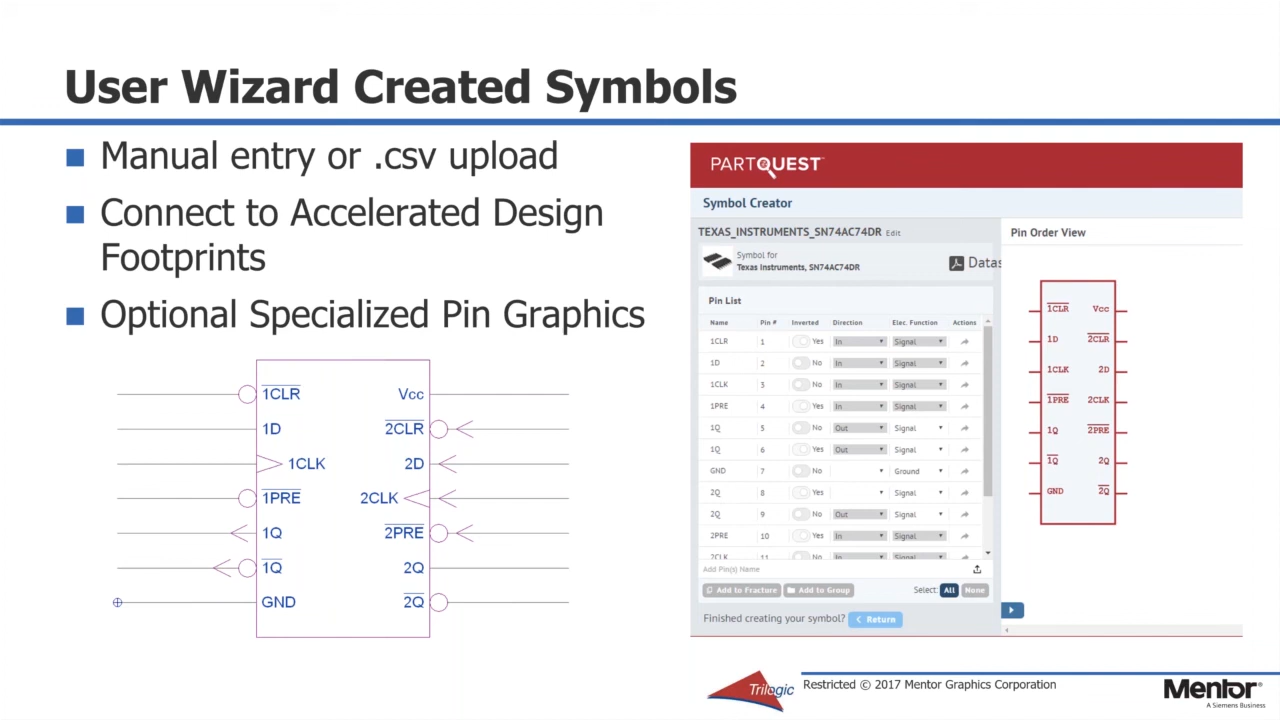 User Wizard Created Symbols
Manual entry or .csv upload
Connect to Accelerated Design
Footprints
Optional Specialized Pin Graphics
1CLR Vcc
1D 2CLR
1CLK 2D
1PRE 2CLK
1Q 2PRE
1Q 2Q
GND 2Q
PARTQUEST
Symbol Creator
TEXAS_INSTRUMENTS_SN74AC74DR Edit
Symbol for
Texas Instruments, SN74AC74DR
Datas
Pin List
Name Pin # Inverted Direction Elec. Function Actions
1CLR 1 Yes In Signal
1D 2 No In Signal
1CLK 3 No In Signal
1PRE 4 Yes In Signal
1Q 5 No Out Signal
1Q 6 Yes Out Signal
GND 7 No Ground
2Q 8 Yes Signal
2Q 9 No Out Signal
2PRE 10 Yes In Signal
2CLK 11 No In Signal
Add Pin(s) Name
Add to Fracture Add to Group Select: All None
Finished creating your symbol? Return
Pin Order View
1CLR Vcc
1D 2CLR
1CLK 2D
1PRE 2CLK
1Q 2PRE
1Q 2Q
GND 2Q
Trilogic
Restricted © 2017 Mentor Graphics Corporation
Mentor®
A Siemens Business